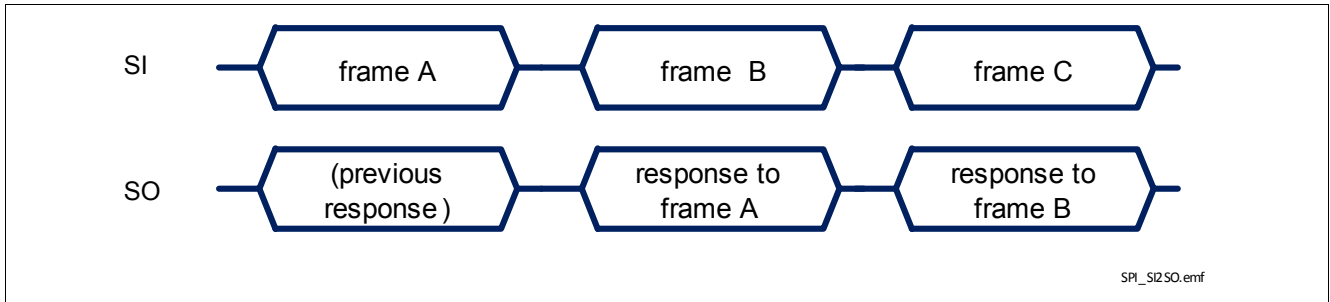 SI
frame A
frame B
frame C
SO
(previous
response)
response to
frame A
response to
frame B
SPI_SI2SO.emf